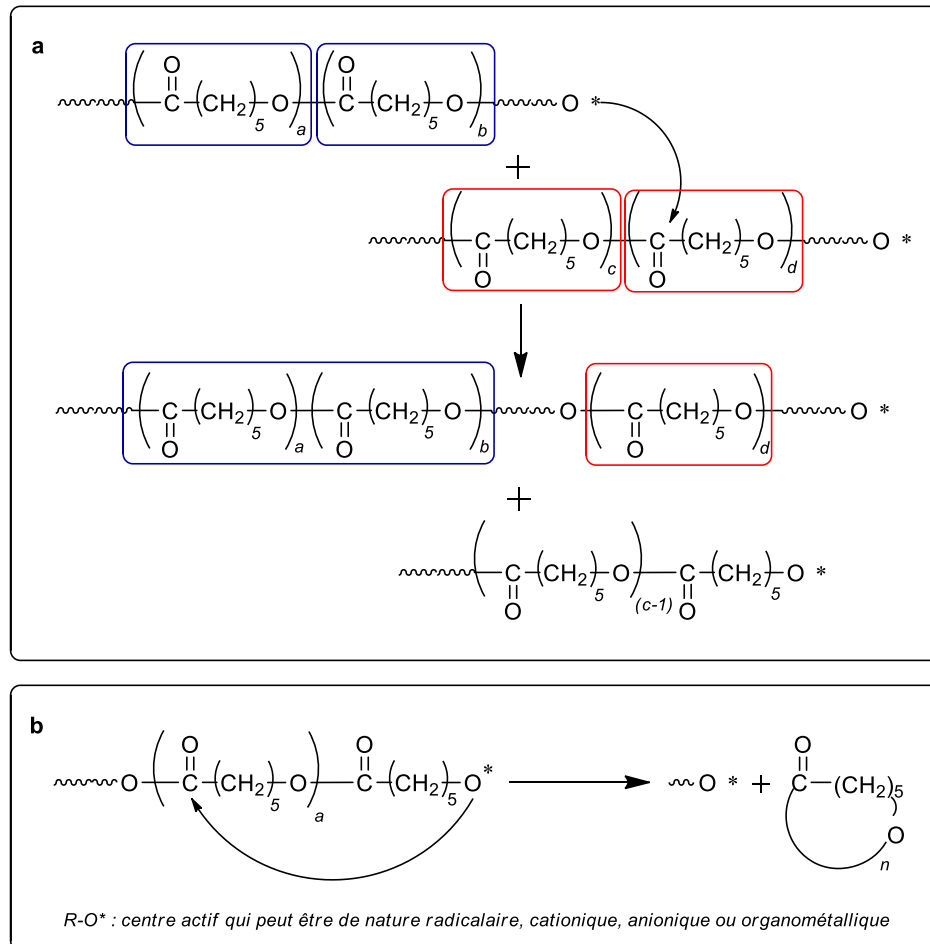 a
O O
C (CH2)5 O a C (CH2)5 O b O *
+
C (CH2)5 O c C (CH2)5 O d O *
O O
C (CH2)5 O a C (CH2)5 O b O C (CH2)5 O d O *
O O O
+
C (CH2)5 O (c-1) C (CH2)5 O *
O O
b
O O
O C (CH2)5 O a C (CH2)5 O* O * + O C (CH2)5 O n
R-O* : centre actif qui peut être de nature radicalaire, cationique, anionique ou organométallique